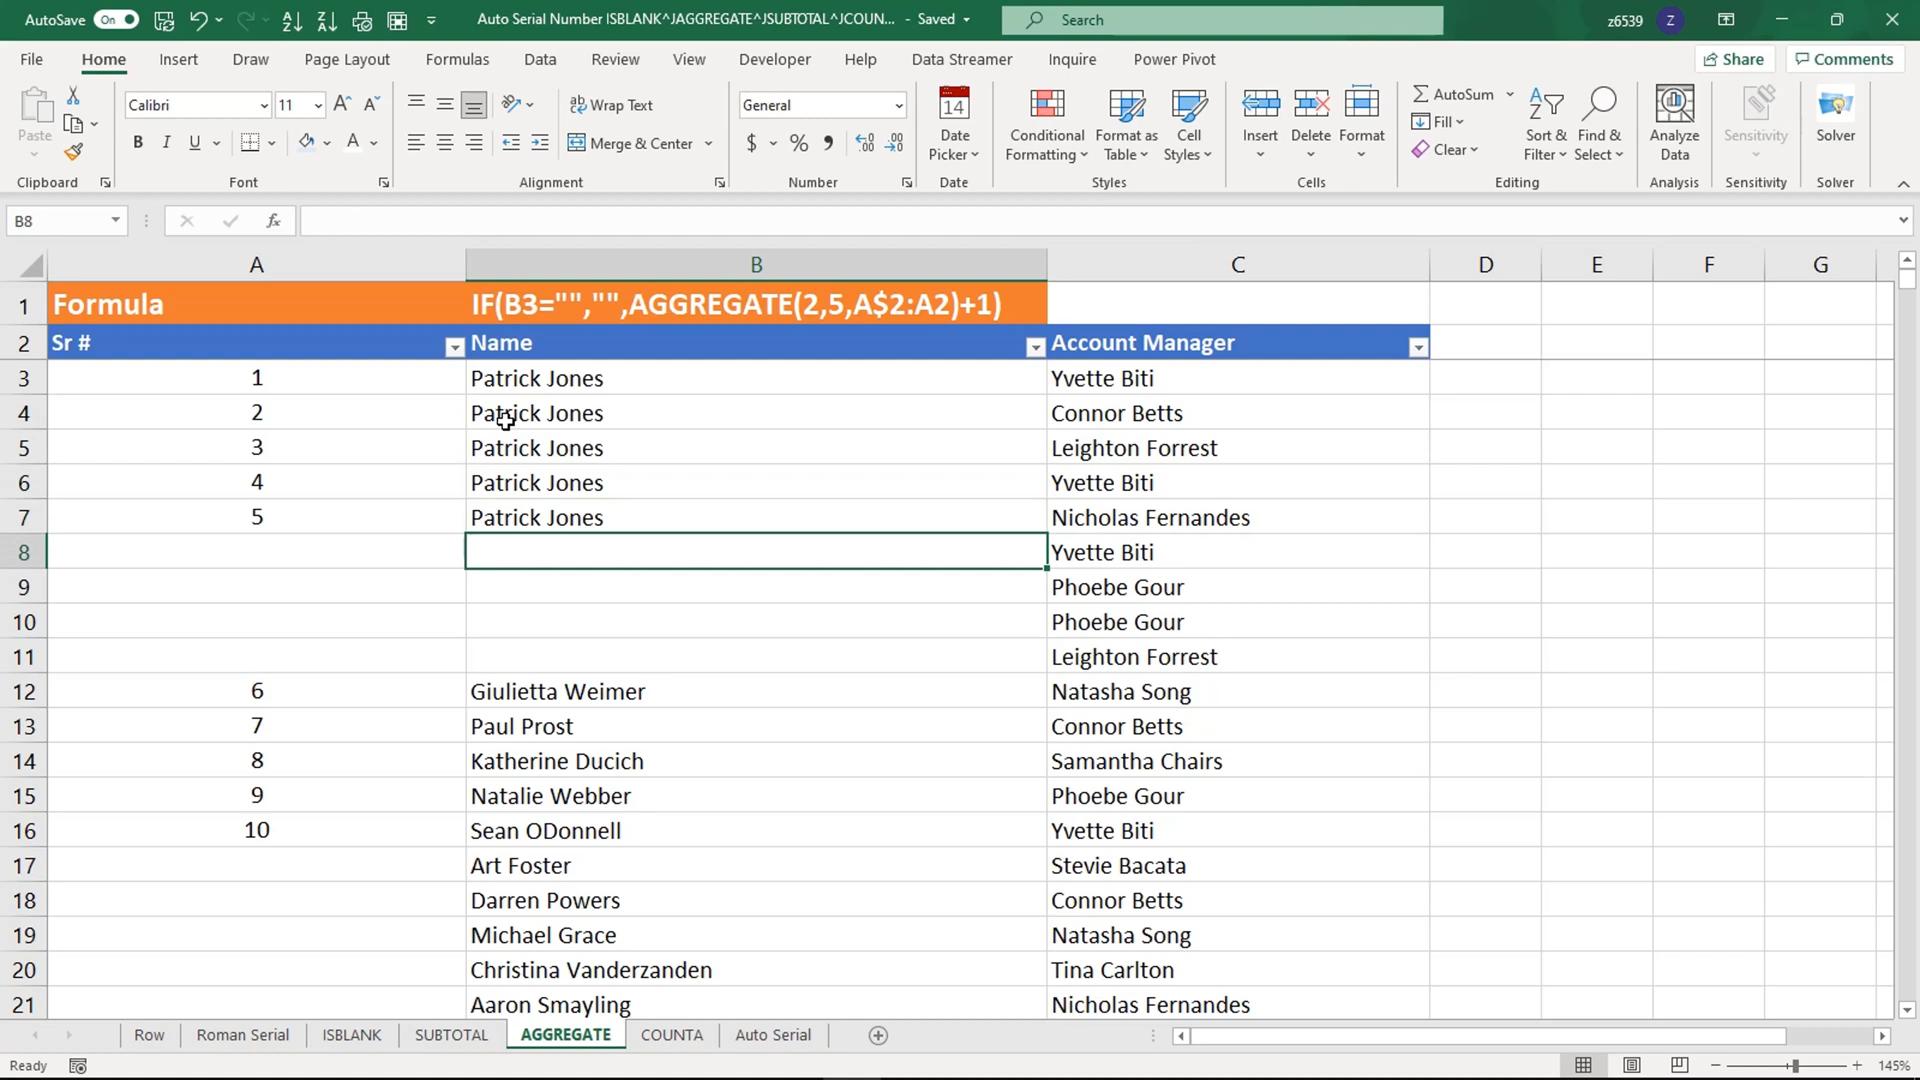 AutoSave On Auto Serial Number ISBLANK^JAGGREGATE^JSUBTOTAL^JCOUN... - Saved Search z6539 Z
File Home Insert Draw Page Layout Formulas Data Review View Developer Help Data Streamer Inquire Power Pivot Share Comments
Paste Calibri 11 Wrap Text General 14 Date Picker Conditional Formatting Format as Table Cell Styles Insert Delete Format AutoSum Fill Clear Sort & Filter Find & Select Analyze Data Sensitivity Solver
B I U A Merge & Center $ % ,
Clipboard Font Alignment Number Date Styles Cells Editing Analysis Sensitivity Solver
B8 fx
A B C D E F G
1 Formula IF(B3="","",AGGREGATE(2,5,A$2:A2)+1)
2 Sr # Name Account Manager
3 1 Patrick Jones Yvette Biti
4 2 Patrick Jones Connor Betts
5 3 Patrick Jones Leighton Forrest
6 4 Patrick Jones Yvette Biti
7 5 Patrick Jones Nicholas Fernandes
8 Yvette Biti
9 Phoebe Gour
10 Phoebe Gour
11 Leighton Forrest
12 6 Giulietta Weimer Natasha Song
13 7 Paul Prost Connor Betts
14 8 Katherine Ducich Samantha Chairs
15 9 Natalie Webber Phoebe Gour
16 10 Sean ODonnell Yvette Biti
17 Art Foster Stevie Bacata
18 Darren Powers Connor Betts
19 Michael Grace Natasha Song
20 Christina Vanderzanden Tina Carlton
21 Aaron Smayling Nicholas Fernandes
Row Roman Serial ISBLANK SUBTOTAL AGGREGATE COUNTA Auto Serial
Ready 145%